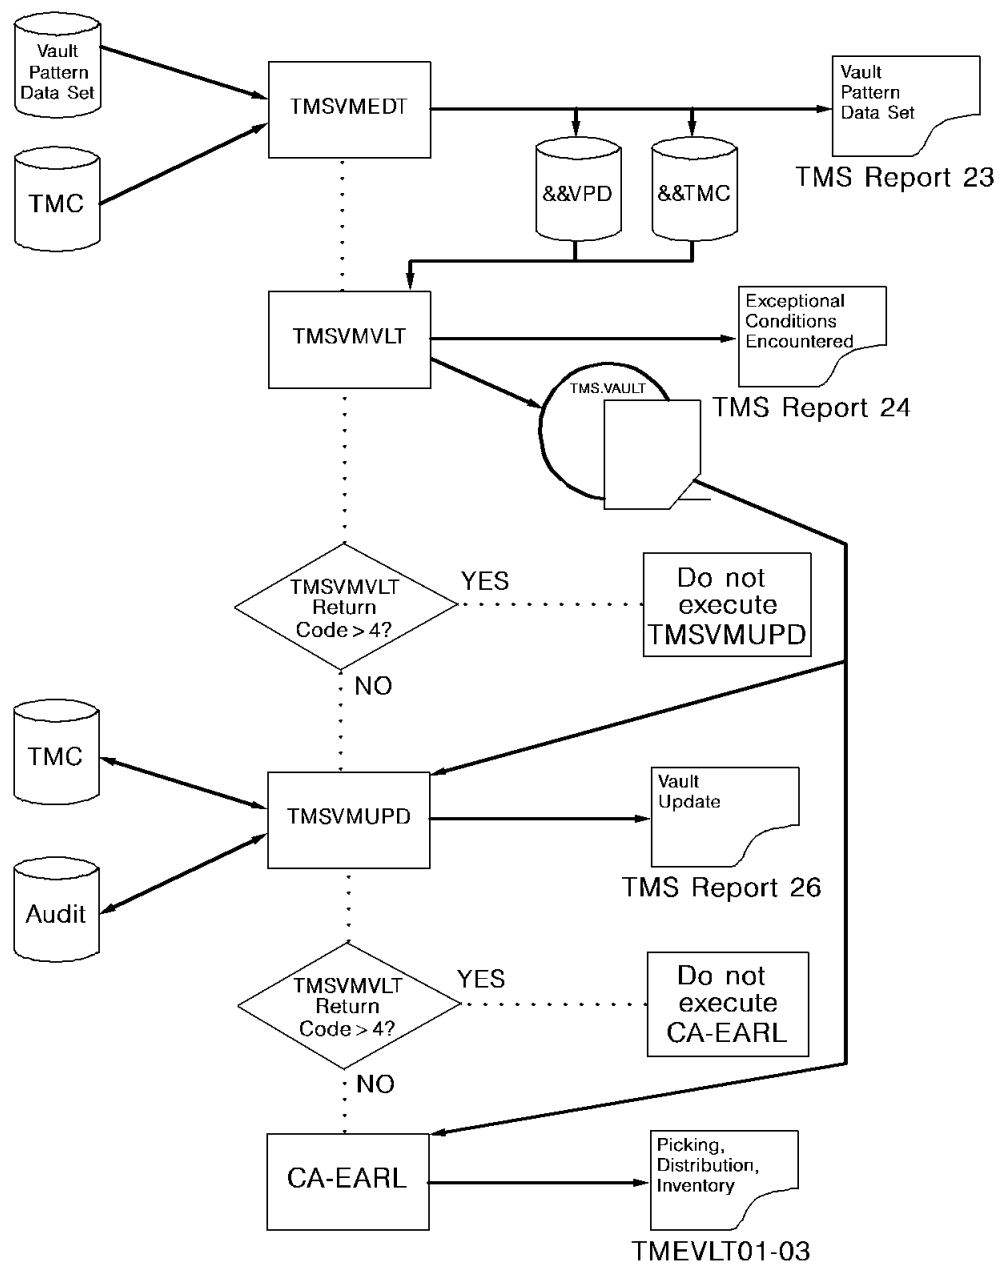 Vault
Pattern
Data Set
TMSVMEDT
Vault
Pattern
Data Set
TMS Report 23
TMC
&&VPD
&&TMC
TMSVMVLT
Exceptional
Conditions
Encountered
TMS Report 24
TMS.VAULT
TMSVMVLT
Return
Code > 4?
YES
Do not
execute
TMSVMUPD
NO
TMC
TMSVMUPD
Vault
Update
TMS Report 26
Audit
TMSVMVLT
Return
Code > 4?
YES
Do not
execute
CA-EARL
NO
CA-EARL
Picking,
Distribution,
Inventory
TMEVLT01-03